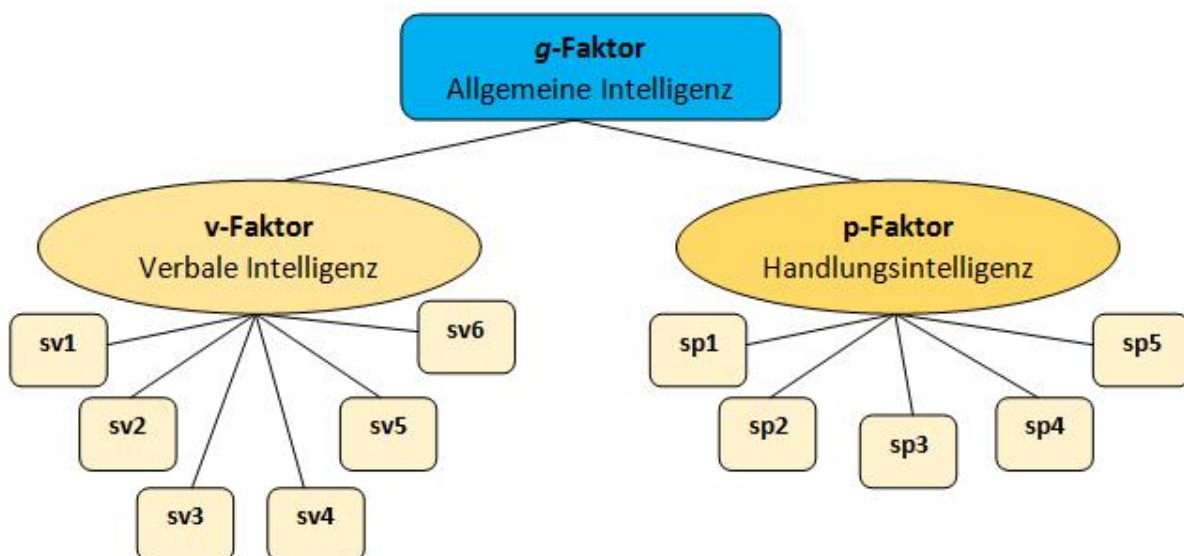 g-Faktor
Allgemeine Intelligenz
v-Faktor
Verbale Intelligenz
p-Faktor
Handlungsintelligenz
sv1
sv2
sv3
sv4
sv5
sv6
sp1
sp2
sp3
sp4
sp5